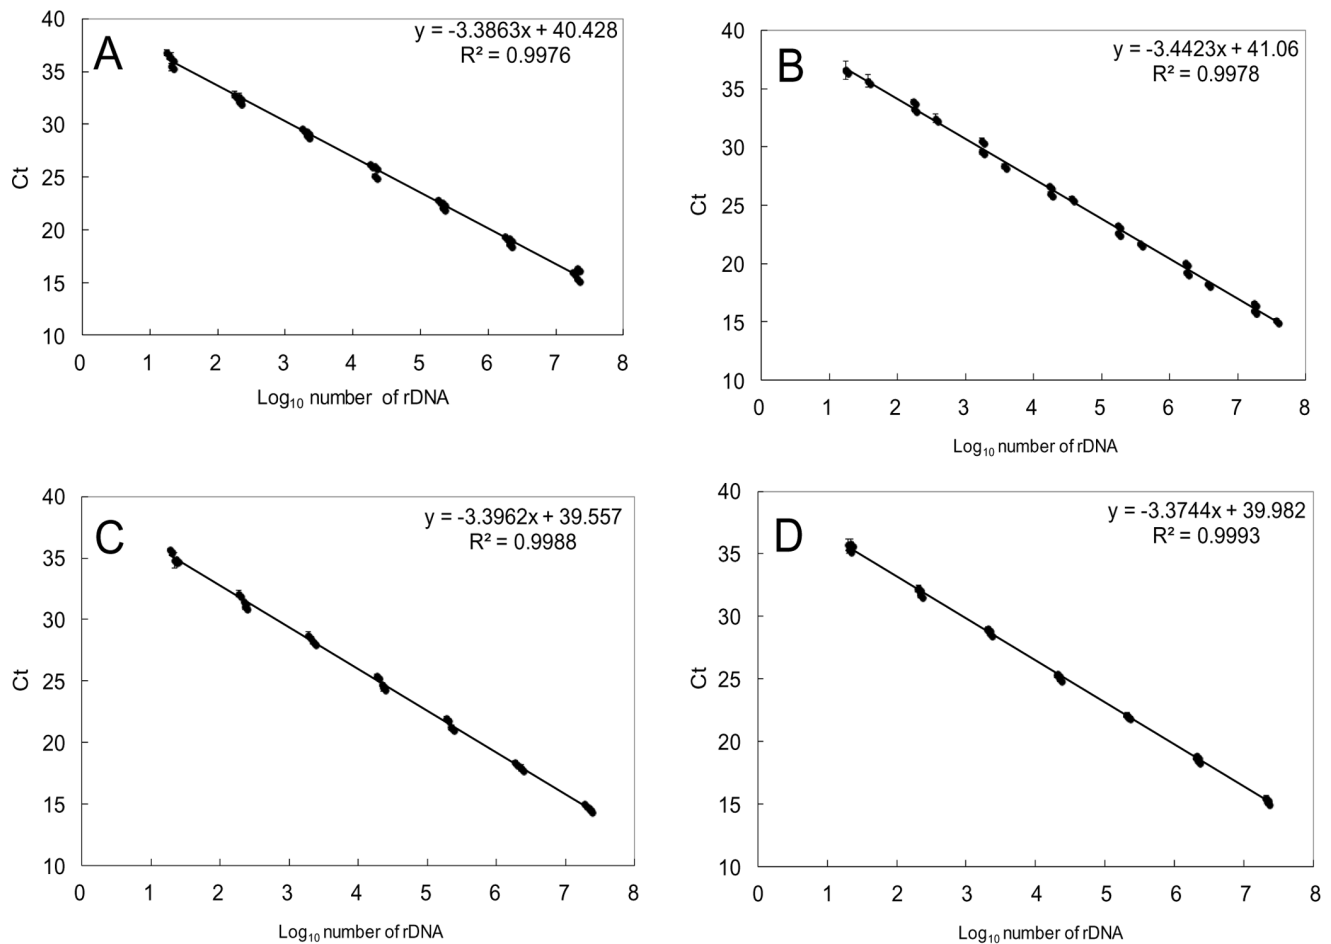 A
y = -3.3863x + 40.428
R² = 0.9976
40
35
30
25
20
15
10
Ct
0 1 2 3 4 5 6 7 8
Log₁₀ number of rDNA
B
y = -3.4423x + 41.06
R² = 0.9978
40
35
30
25
20
15
10
Ct
0 1 2 3 4 5 6 7 8
Log₁₀ number of rDNA
C
y = -3.3962x + 39.557
R² = 0.9988
40
35
30
25
20
15
10
Ct
0 1 2 3 4 5 6 7 8
Log₁₀ number of rDNA
D
y = -3.3744x + 39.982
R² = 0.9993
40
35
30
25
20
15
10
Ct
0 1 2 3 4 5 6 7 8
Log₁₀ number of rDNA